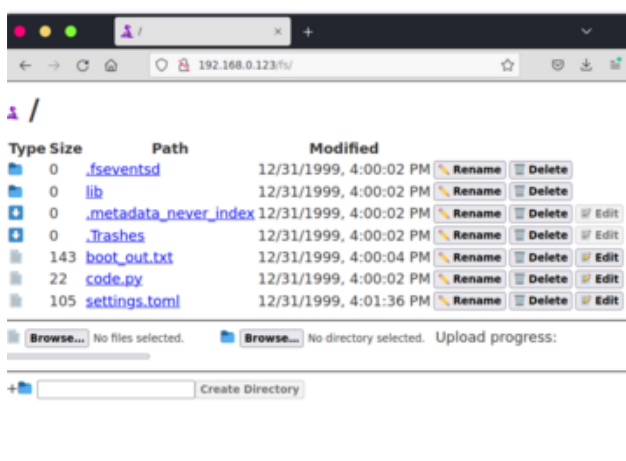 /
192.168.0.123/fs/
/
Type Size Path Modified
0 .fseventsd 12/31/1999, 4:00:02 PM Rename Delete
0 lib 12/31/1999, 4:00:02 PM Rename Delete
0 .metadata_never_index 12/31/1999, 4:00:02 PM Rename Delete Edit
0 .Trashes 12/31/1999, 4:00:02 PM Rename Delete Edit
143 boot_out.txt 12/31/1999, 4:00:04 PM Rename Delete Edit
22 code.py 12/31/1999, 4:00:02 PM Rename Delete Edit
105 settings.toml 12/31/1999, 4:01:36 PM Rename Delete Edit
Browse... No files selected. Browse... No directory selected. Upload progress:
+ Create Directory